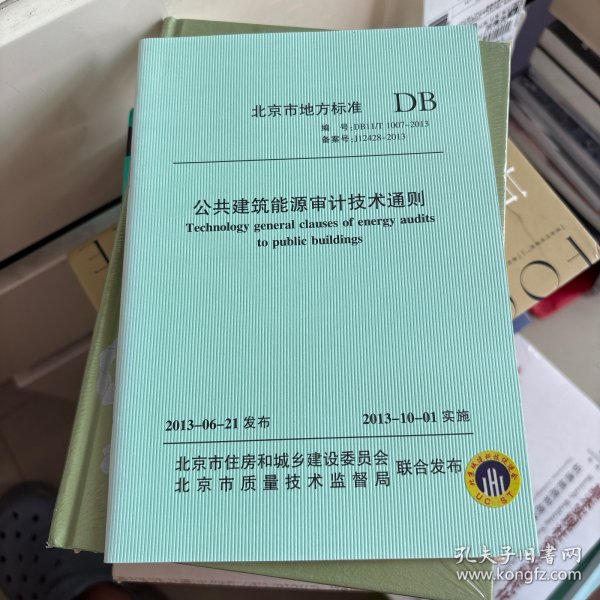 北京市地方标准 DB
编 号:DB11/T 1007-2013
备案号:J12428-2013
公共建筑能源审计技术通则
Technology general clauses of energy audits
to public buildings
2013-06-21 发布 2013-10-01 实施
北京市住房和城乡建设委员会
北京市质量技术监督局
联合发布
UC ST
孔夫子旧书网
www.kongfz.com